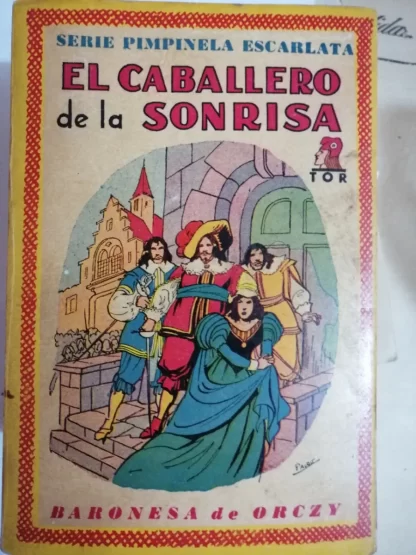 SERIE PIMPINELA ESCARLATA
EL CABALLERO
de la SONRISA
TOR
BARONESA de ORCZY